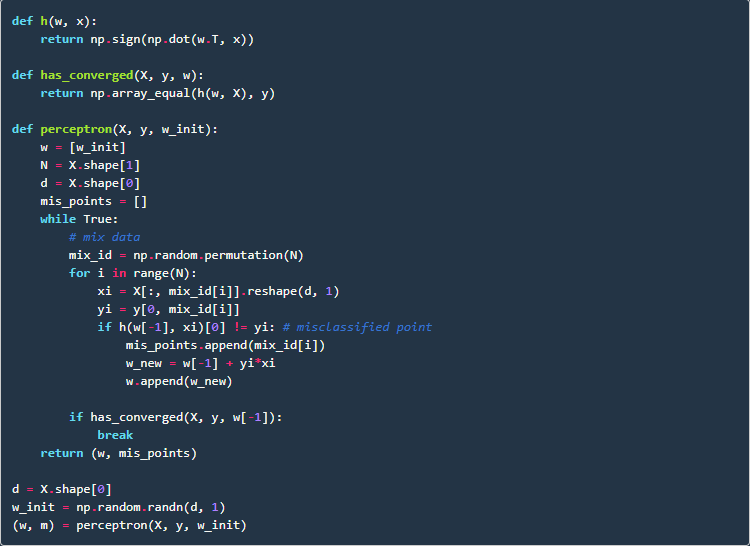 def h(w, x):
    return np.sign(np.dot(w.T, x))

def has_converged(X, y, w):
    return np.array_equal(h(w, X), y)

def perceptron(X, y, w_init):
    w = [w_init]
    N = X.shape[1]
    d = X.shape[0]
    mis_points = []
    while True:
        # mix data
        mix_id = np.random.permutation(N)
        for i in range(N):
            xi = X[:, mix_id[i]].reshape(d, 1)
            yi = y[0, mix_id[i]]
            if h(w[-1], xi)[0] != yi: # misclassified point
                mis_points.append(mix_id[i])
                w_new = w[-1] + yi*xi
                w.append(w_new)

        if has_converged(X, y, w[-1]):
            break
    return (w, mis_points)

d = X.shape[0]
w_init = np.random.randn(d, 1)
(w, m) = perceptron(X, y, w_init)